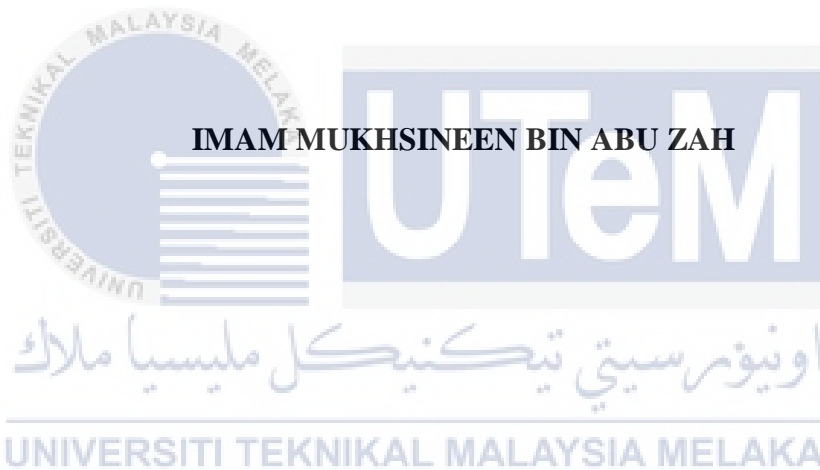 UNIVERSITI TEKNIKAL MALAYSIA MELAKA
IMAM MUKHSINEEN BIN ABU ZAH
UTeM
اونيۏرسيتي تيكنيكل مليسيا ملاك
UNIVERSITI TEKNIKAL MALAYSIA MELAKA